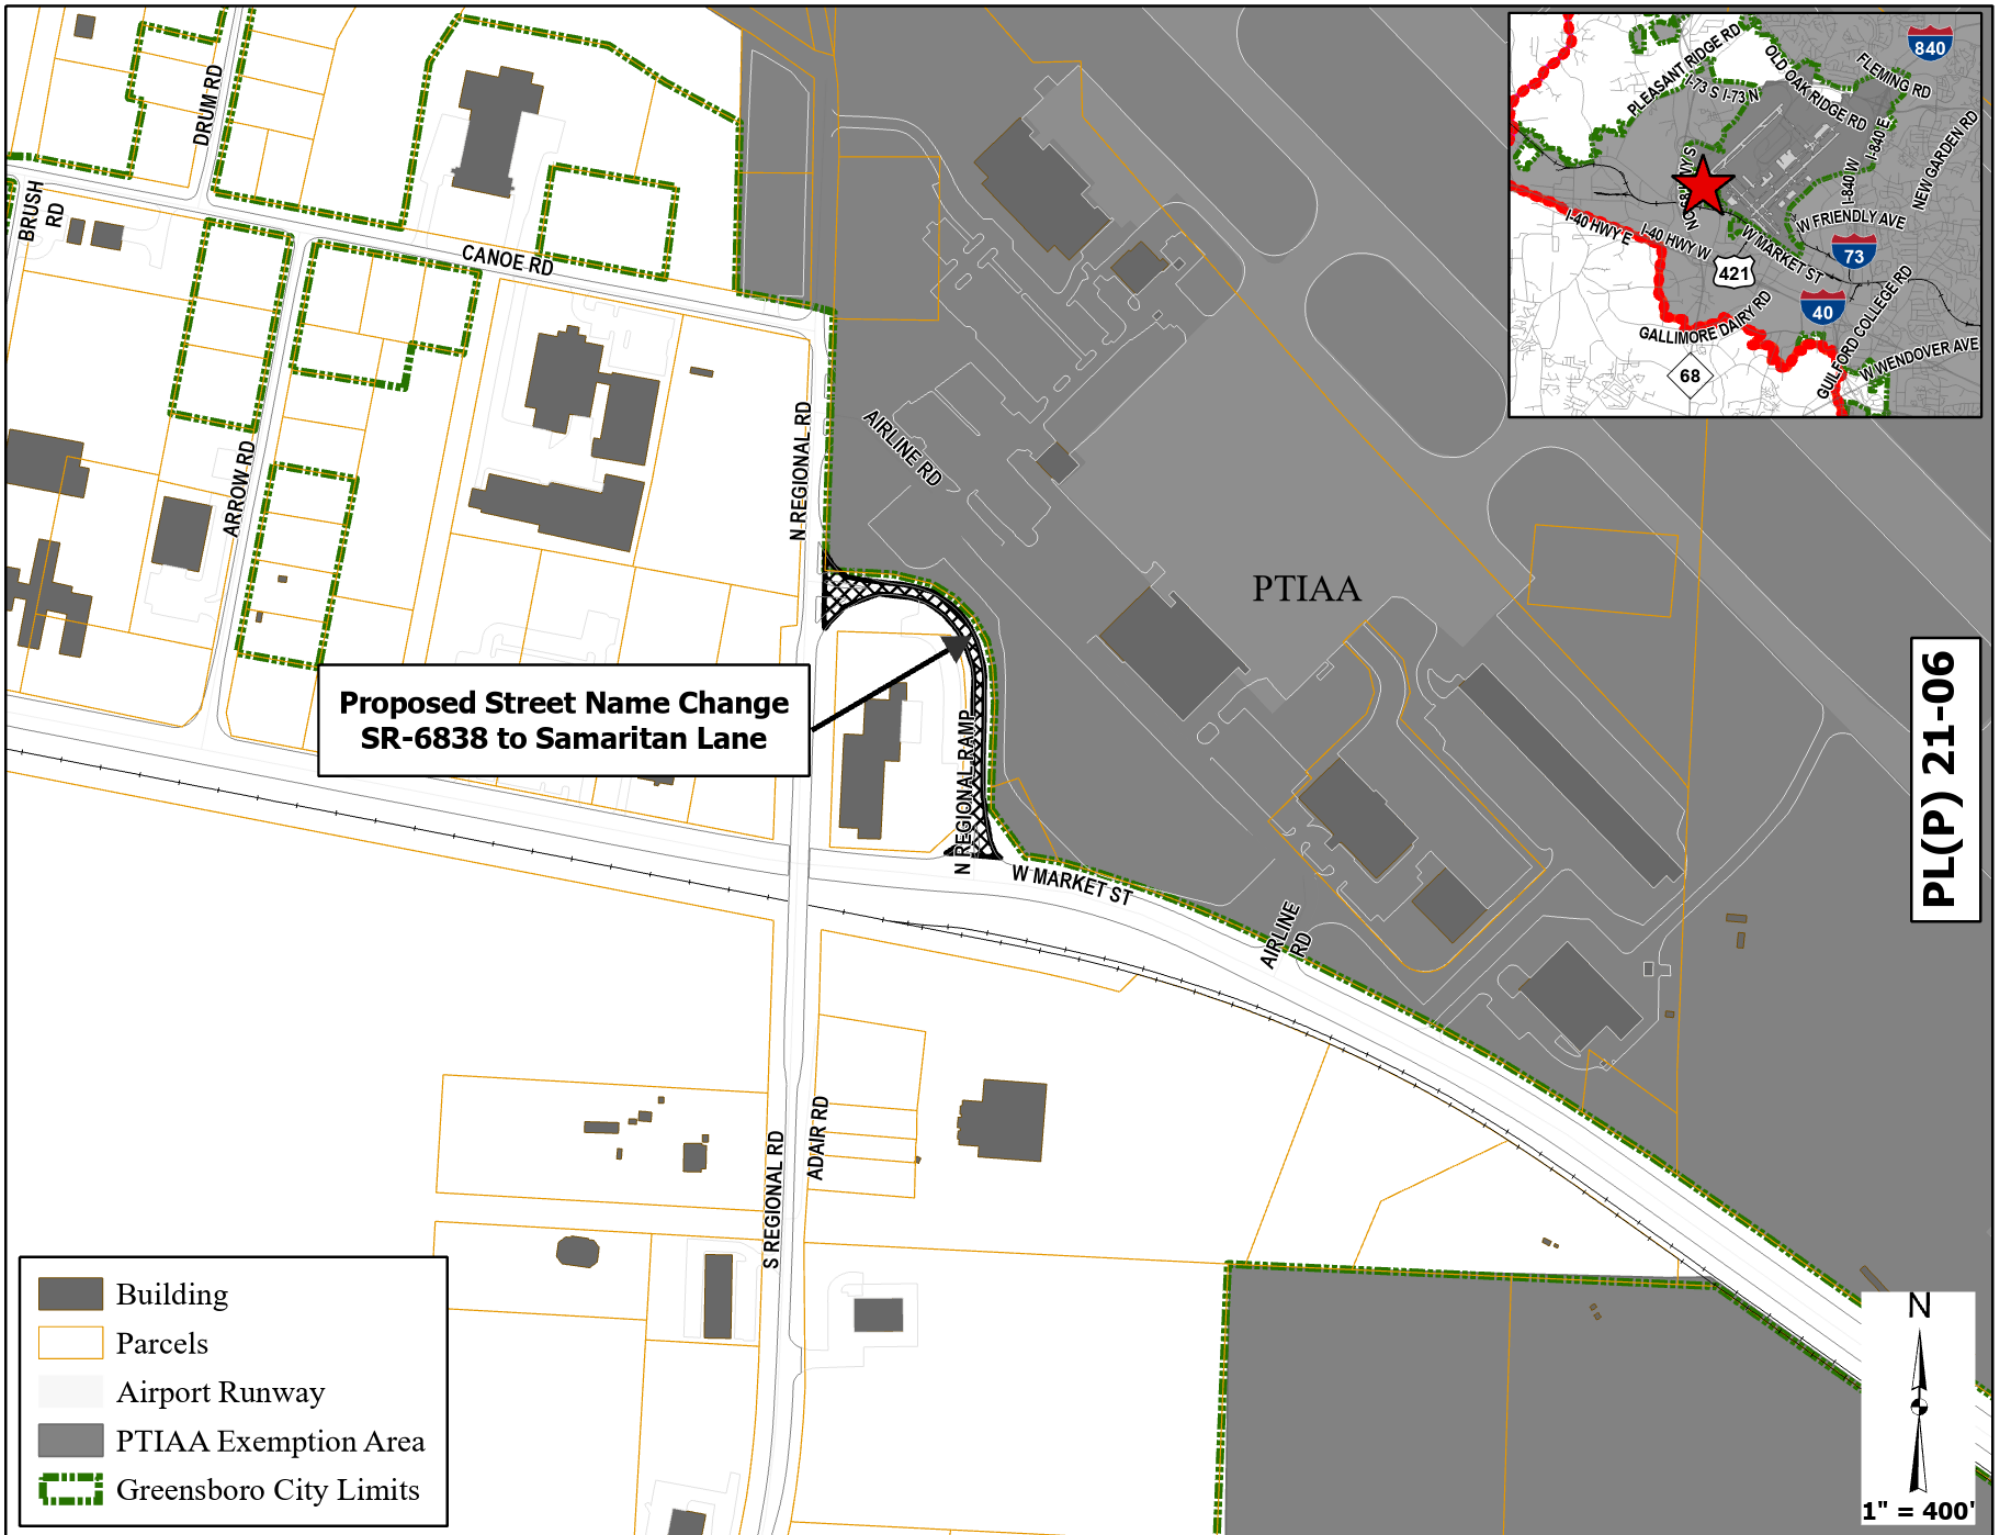 DRUM RD
BRUSH
RD
CANOE RD
ARROW RD
N REGIONAL RD
AIRLINE RD
PTIAA
Proposed Street Name Change
SR-6838 to Samaritan Lane
N REGIONAL RAMP
W MARKET ST
AIRLINE
RD
S REGIONAL RD
ADAIR RD
PLEASANT RIDGE RD
I-73 S
I-73 N
OLD OAK RIDGE RD
FLEMING RD
840
I-840 E
I-840 W
NEW GARDEN RD
W FRIENDLY AVE
I-40 HWY E
I-40 HWY W
W MARKET ST
421
73
40
GALLIMORE DAIRY RD
68
GUILFORD COLLEGE RD
W WENDOVER AVE
PL(P) 21-06
Building
Parcels
Airport Runway
PTIAA Exemption Area
Greensboro City Limits
N
1" = 400'